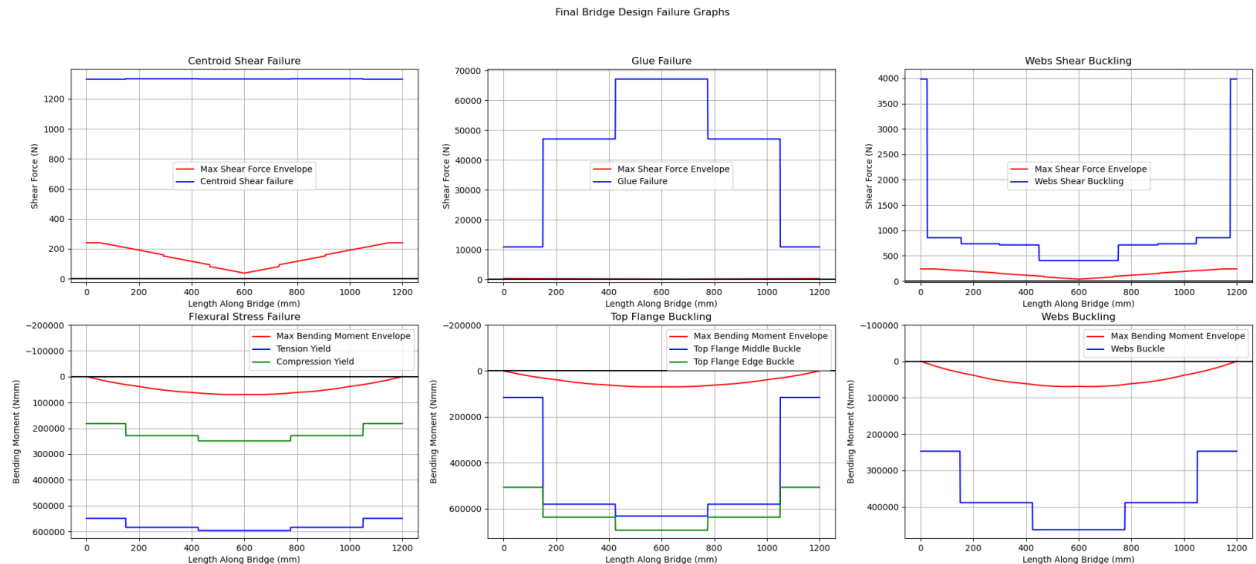 Final Bridge Design Failure Graphs
Centroid Shear Failure
Shear Force (N)
1200
1000
800
600
400
200
0
Max Shear Force Envelope
Centroid Shear failure
0 200 400 600 800 1000 1200
Length Along Bridge (mm)
Glue Failure
Shear Force (N)
70000
60000
50000
40000
30000
20000
10000
0
Max Shear Force Envelope
Glue Failure
0 200 400 600 800 1000 1200
Length Along Bridge (mm)
Webs Shear Buckling
Shear Force (N)
4000
3500
3000
2500
2000
1500
1000
500
0
Max Shear Force Envelope
Webs Shear Buckling
0 200 400 600 800 1000 1200
Length Along Bridge (mm)
Flexural Stress Failure
Bending Moment (Nmm)
−200000
−100000
0
100000
200000
300000
400000
500000
600000
Max Bending Moment Envelope
Tension Yield
Compression Yield
0 200 400 600 800 1000 1200
Length Along Bridge (mm)
Top Flange Buckling
Bending Moment (Nmm)
−200000
0
200000
400000
600000
Max Bending Moment Envelope
Top Flange Middle Buckle
Top Flange Edge Buckle
0 200 400 600 800 1000 1200
Length Along Bridge (mm)
Webs Buckling
Bending Moment (Nmm)
−100000
0
100000
200000
300000
400000
Max Bending Moment Envelope
Webs Buckle
0 200 400 600 800 1000 1200
Length Along Bridge (mm)